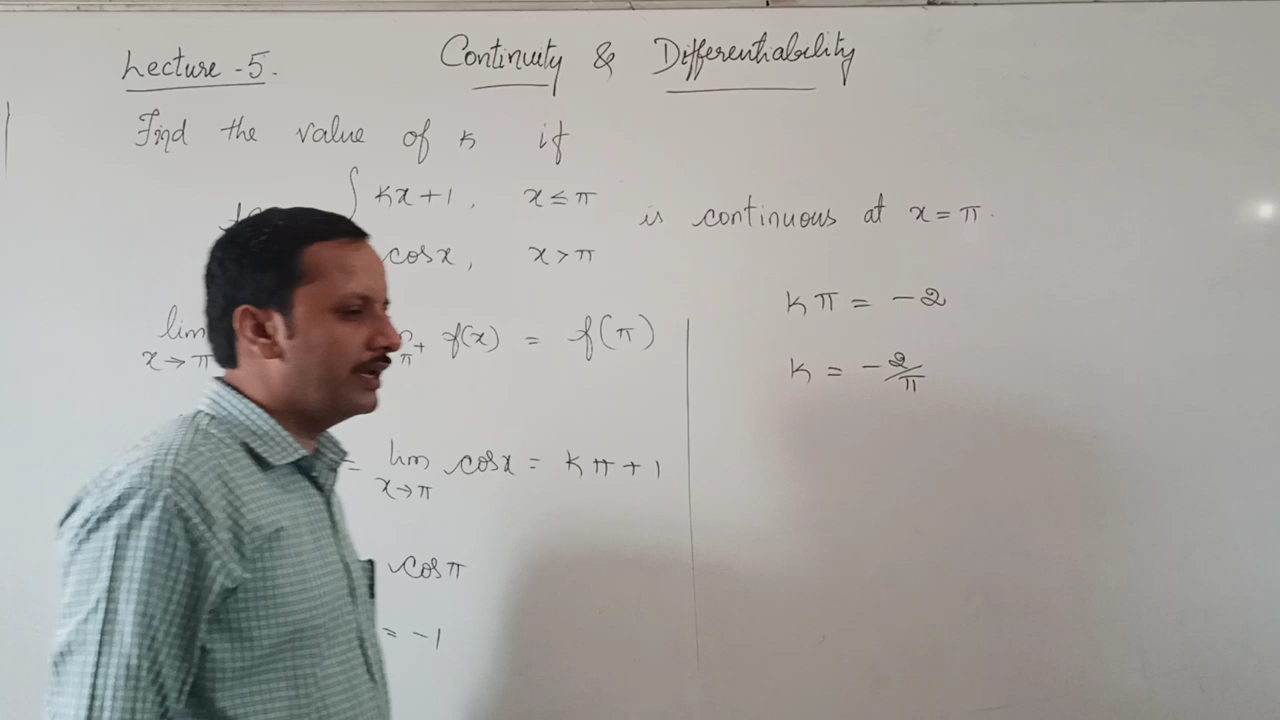 Lecture - 5.
Continuity & Differentiability
Find the value of k if
kx + 1, x ≤ π
is continuous at x = π.
cos x, x > π
lim x→π π+ f(x) = f(π)
= lim x→π cos x = kπ + 1
cos π
= -1
kπ = -2
k = -2/π